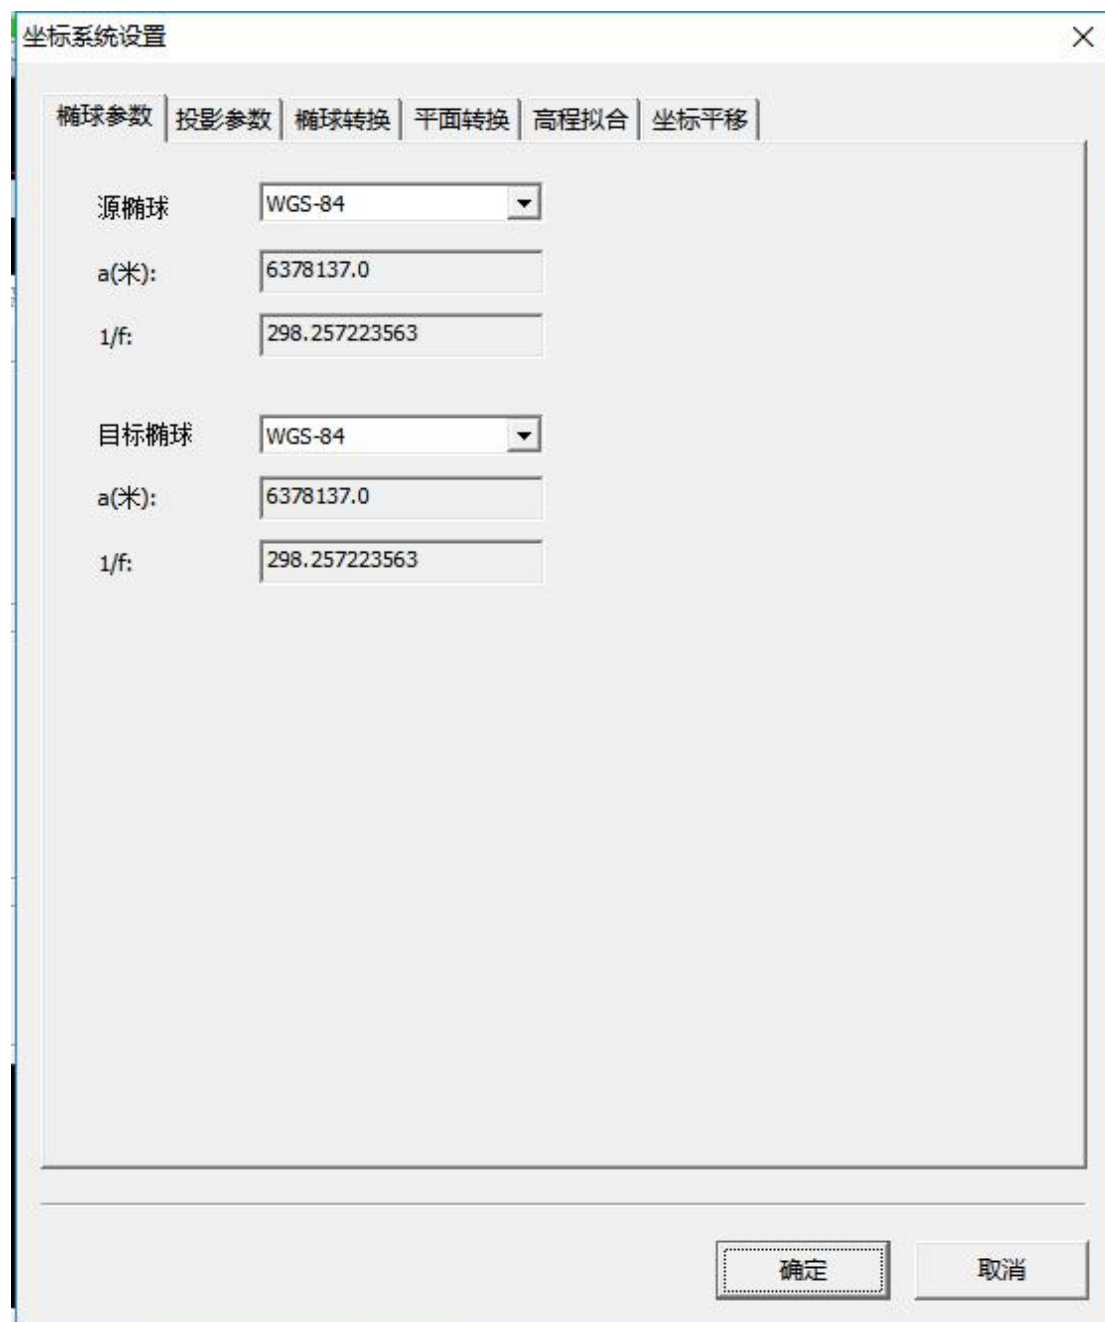 坐标系统设置
椭球参数 投影参数 椭球转换 平面转换 高程拟合 坐标平移
源椭球 WGS-84
a(米): 6378137.0
1/f: 298.257223563
目标椭球 WGS-84
a(米): 6378137.0
1/f: 298.257223563
确定 取消